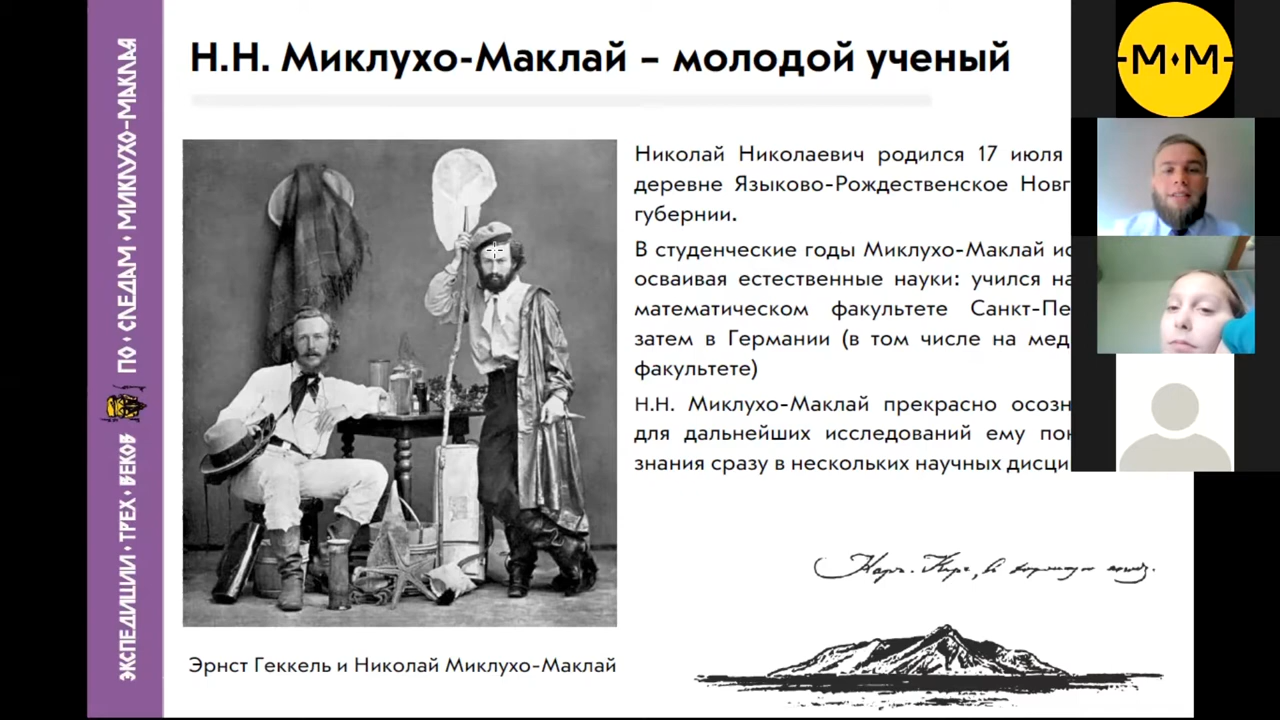 Н.Н. Миклухо-Маклай – молодой ученый
М·М
ПО·СЛЕДАМ·МИКЛУХО-МАКЛАЯ
ЭКСПЕДИЦИИ·ТРЕХ·ВЕКОВ
Николай Николаевич родился 17 июля
деревне Языково-Рождественское Новг
губернии.
В студенческие годы Миклухо-Маклай ис
осваивая естественные науки: учился на
математическом факультете Санкт-Пе
затем в Германии (в том числе на мед
факультете)
Н.Н. Миклухо-Маклай прекрасно осозн
для дальнейших исследований ему пон
знания сразу в нескольких научных дисци
Эрнст Геккель и Николай Миклухо-Маклай